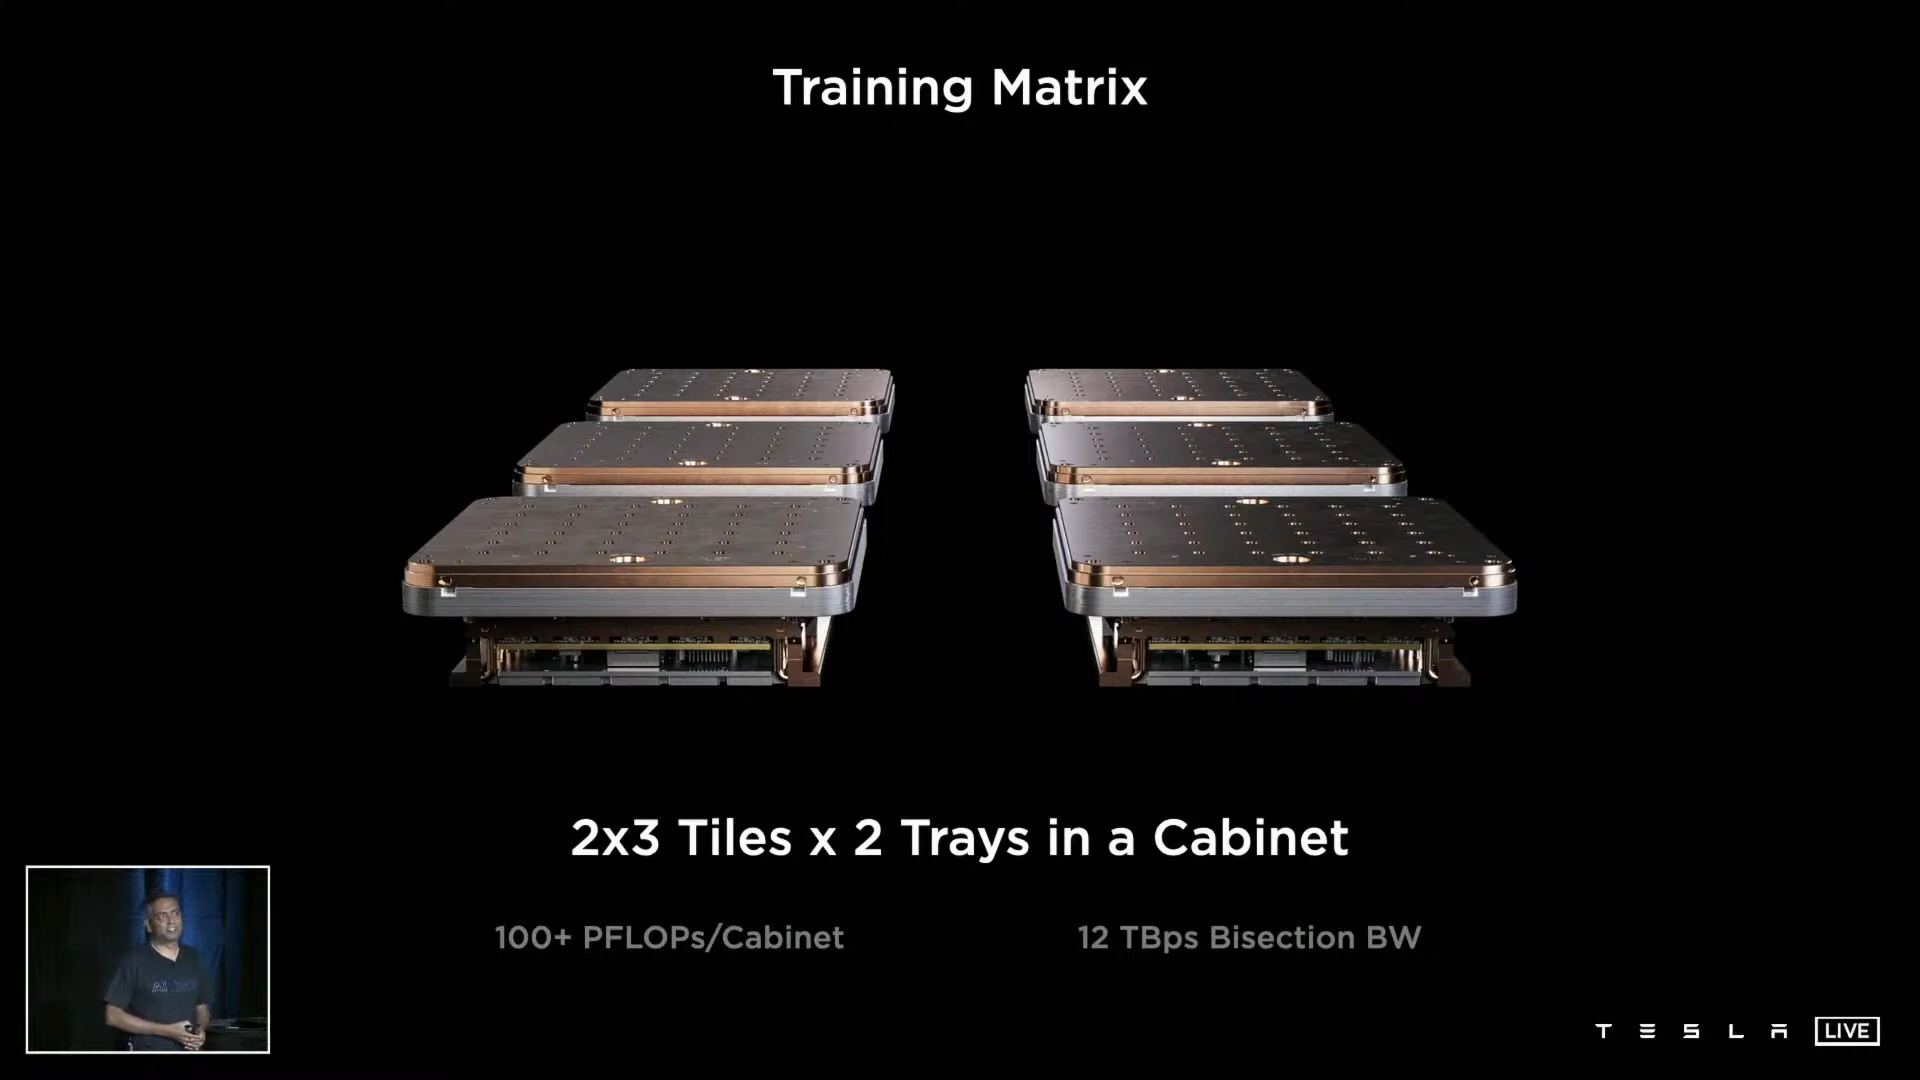 Training Matrix
2x3 Tiles x 2 Trays in a Cabinet
100+ PFLOPs/Cabinet
12 TBps Bisection BW
TESLA LIVE